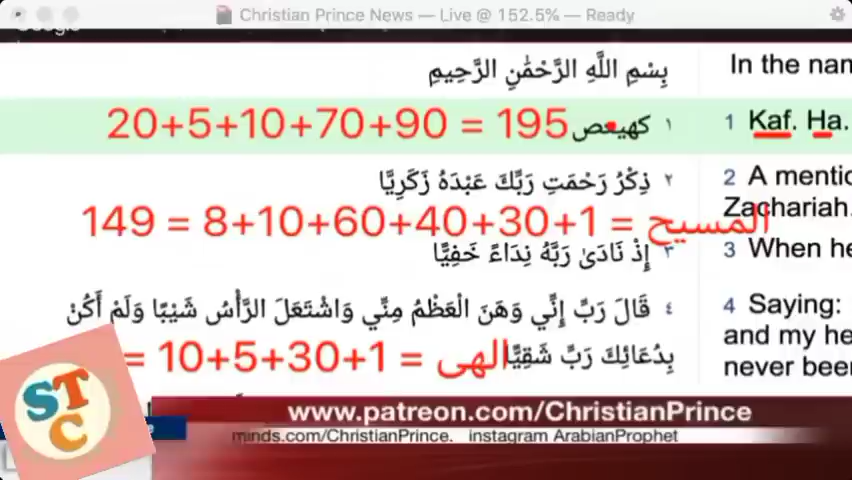 Christian Prince News — Live @ 152.5% — Ready
Google
بِسْمِ اللَّهِ الرَّحْمَٰنِ الرَّحِيمِ
In the nam
20+5+10+70+90 = 195
١ كهيعص
1 Kaf. Ha.
٢ ذِكْرُ رَحْمَتِ رَبِّكَ عَبْدَهُ زَكَرِيَّا
2 A mentic
Zachariah.
149 = 8+10+60+40+30+1 = المسيح
٣ إِذْ نَادَىٰ رَبَّهُ نِدَاءً خَفِيًّا
3 When he
٤ قَالَ رَبِّ إِنِّي وَهَنَ الْعَظْمُ مِنِّي وَاشْتَعَلَ الرَّأْسُ شَيْبًا وَلَمْ أَكُنْ
بِدُعَائِكَ رَبِّ شَقِيًّا
4 Saying:
and my he
never beer
= 10+5+30+1 = الهى
STC
www.patreon.com/ChristianPrince
minds.com/ChristianPrince. instagram ArabianProphet